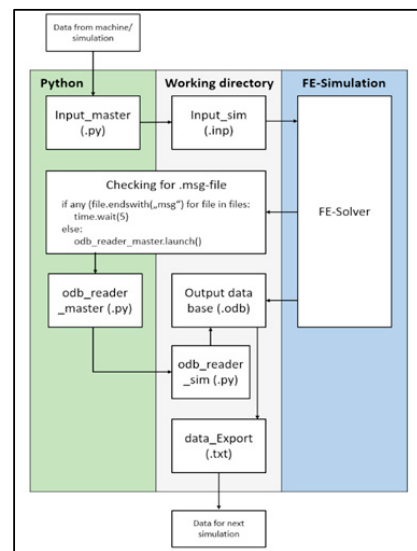 Data from machine/
simulation
Python
Working directory
FE-Simulation
Input_master
(.py)
Input_sim
(.inp)
FE-Solver
Checking for .msg-file
if any (file.endswith(„msg“) for file in files:
time.wait(5)
else:
odb_reader_master.launch()
odb_reader
_master (.py)
Output data
base (.odb)
odb_reader
_sim (.py)
data_Export
(.txt)
Data for next
simulation